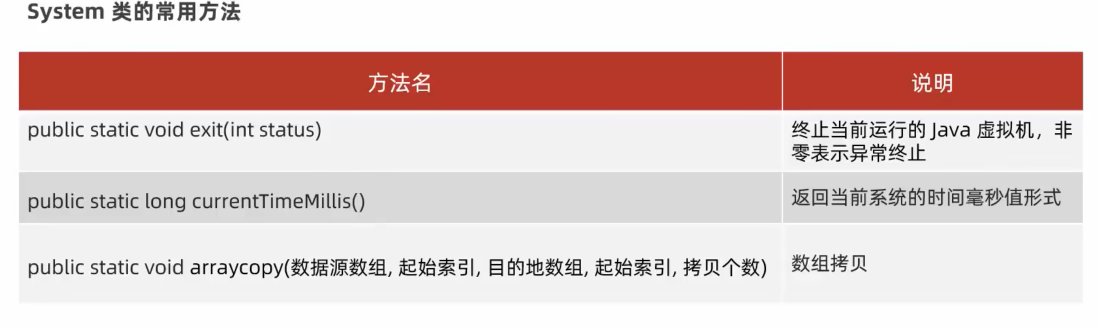 System 类的常用方法
方法名
说明
public static void exit(int status)
终止当前运行的 Java 虚拟机，非
零表示异常终止
public static long currentTimeMillis()
返回当前系统的时间毫秒值形式
public static void arraycopy(数据源数组, 起始索引, 目的地数组, 起始索引, 拷贝个数)
数组拷贝